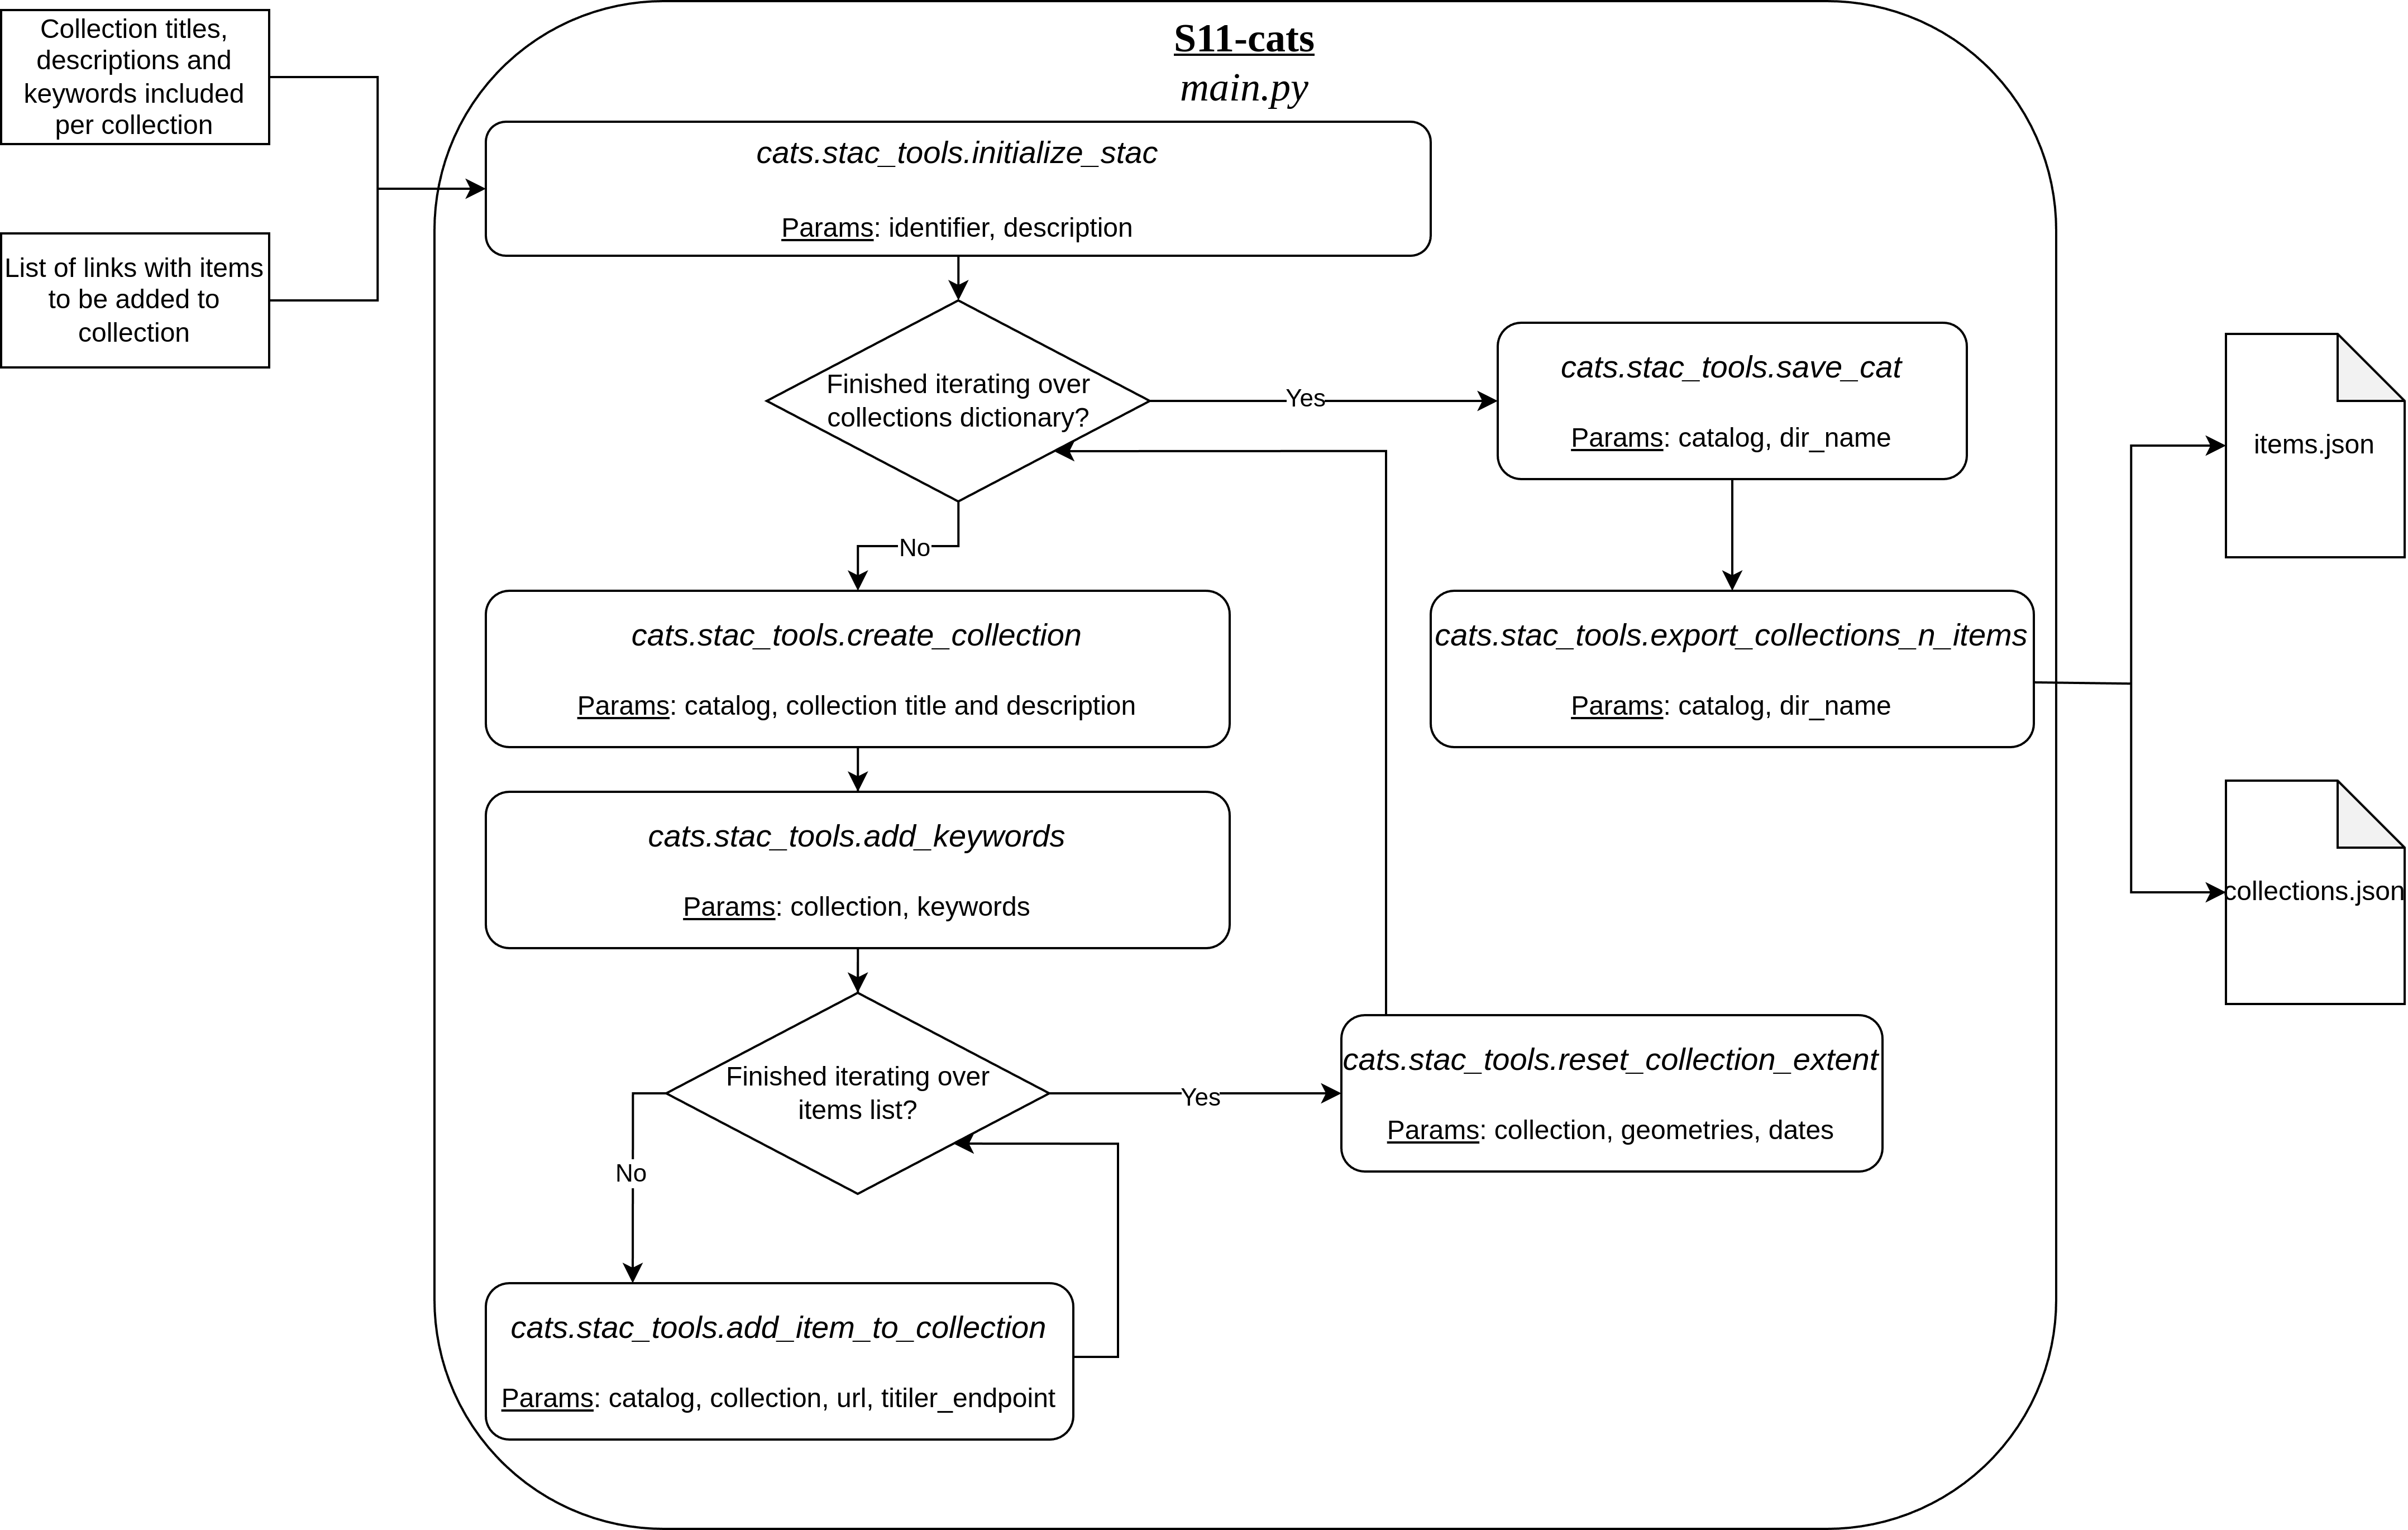 Collection titles,
descriptions and
keywords included
per collection
List of links with items
to be added to
collection
S11-cats
main.py
cats.stac_tools.initialize_stac
Params: identifier, description
Finished iterating over
collections dictionary?
Yes
No
cats.stac_tools.save_cat
Params: catalog, dir_name
cats.stac_tools.create_collection
Params: catalog, collection title and description
cats.stac_tools.export_collections_n_items
Params: catalog, dir_name
cats.stac_tools.add_keywords
Params: collection, keywords
Finished iterating over
items list?
Yes
No
cats.stac_tools.reset_collection_extent
Params: collection, geometries, dates
cats.stac_tools.add_item_to_collection
Params: catalog, collection, url, titiler_endpoint
items.json
collections.json